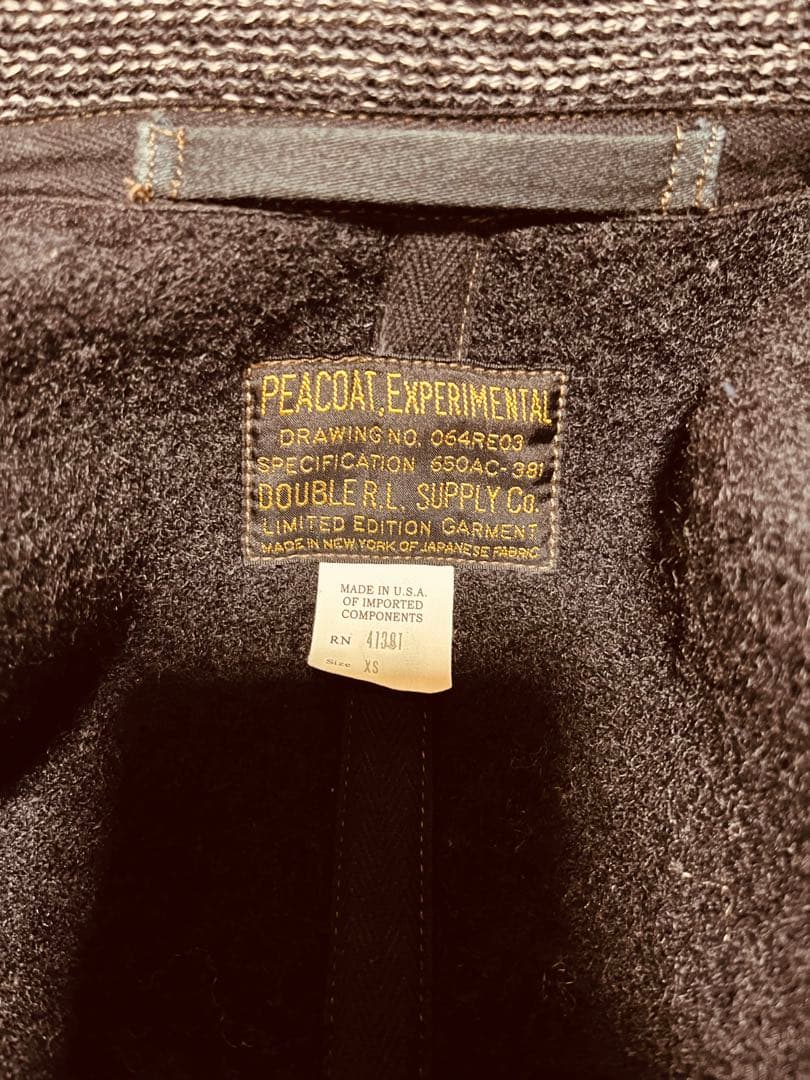 PEACOAT, EXPERIMENTAL
DRAWING NO. 064RE03
SPECIFICATION 650AC-381
DOUBLE R.L. SUPPLY Co.
LIMITED EDITION GARMENT
MADE IN NEW YORK OF JAPANESE FABRIC
MADE IN U.S.A.
OF IMPORTED
COMPONENTS
RN 41381
Size XS